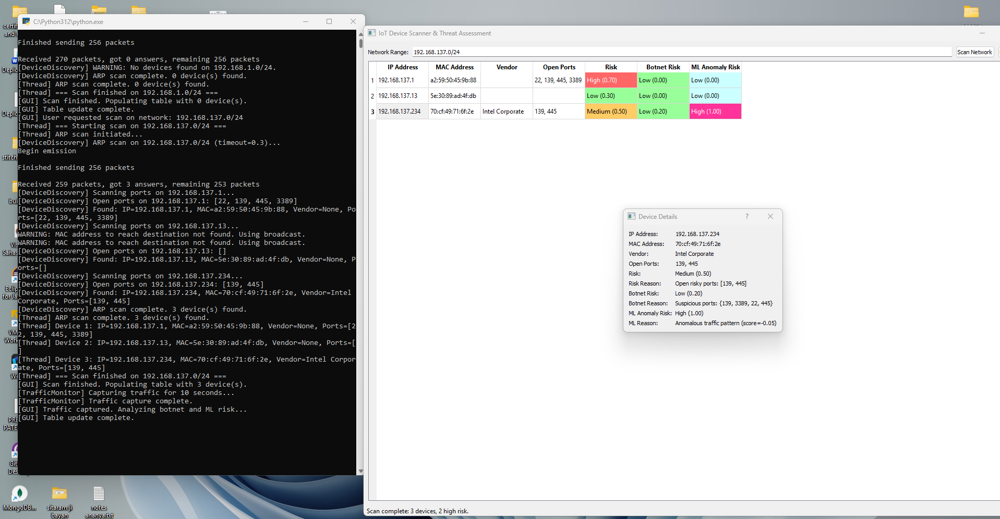 C:\Python312\python.exe
Finished sending 256 packets
Received 270 packets, got 0 answers, remaining 256 packets
[DeviceDiscovery] WARNING: No devices found on 192.168.1.0/24.
[DeviceDiscovery] ARP scan complete. 0 device(s) found.
[Thread] ARP scan complete. 0 device(s) found.
[Thread] === Scan finished on 192.168.1.0/24 ===
[GUI] Scan finished. Populating table with 0 device(s).
[GUI] Table update complete.
[GUI] User requested scan on network: 192.168.137.0/24
[Thread] === Starting scan on 192.168.137.0/24 ===
[Thread] ARP scan initiated...
[DeviceDiscovery] ARP scan on 192.168.137.0/24 (timeout=0.3)...
Begin emission
Finished sending 256 packets
Received 259 packets, got 3 answers, remaining 253 packets
[DeviceDiscovery] Scanning ports on 192.168.137.1...
[DeviceDiscovery] Open ports on 192.168.137.1: [22, 139, 445, 3389]
[DeviceDiscovery] Found: IP=192.168.137.1, MAC=a2:59:50:45:9b:88, Vendor=None, Po
rts=[22, 139, 445, 3389]
[DeviceDiscovery] Scanning ports on 192.168.137.13...
WARNING: MAC address to reach destination not found. Using broadcast.
WARNING: MAC address to reach destination not found. Using broadcast.
[DeviceDiscovery] Open ports on 192.168.137.13: []
[DeviceDiscovery] Found: IP=192.168.137.13, MAC=5e:30:89:ad:4f:db, Vendor=None, P
orts=[]
[DeviceDiscovery] Scanning ports on 192.168.137.234...
[DeviceDiscovery] Open ports on 192.168.137.234: [139, 445]
[DeviceDiscovery] Found: IP=192.168.137.234, MAC=70:cf:49:71:6f:2e, Vendor=Intel
Corporate, Ports=[139, 445]
[DeviceDiscovery] ARP scan complete. 3 device(s) found.
[Thread] ARP scan complete. 3 device(s) found.
[Thread] Device 1: IP=192.168.137.1, MAC=a2:59:50:45:9b:88, Vendor=None, Ports=[2
2, 139, 445, 3389]
[Thread] Device 2: IP=192.168.137.13, MAC=5e:30:89:ad:4f:db, Vendor=None, Ports=[
]
[Thread] Device 3: IP=192.168.137.234, MAC=70:cf:49:71:6f:2e, Vendor=Intel Corpor
ate, Ports=[139, 445]
[Thread] === Scan finished on 192.168.137.0/24 ===
[GUI] Scan finished. Populating table with 3 device(s).
[TrafficMonitor] Capturing traffic for 10 seconds...
[TrafficMonitor] Traffic capture complete.
[GUI] Traffic captured. Analyzing botnet and ML risk...
[GUI] Table update complete.
IoT Device Scanner & Threat Assessment
Network Range: 192.168.137.0/24 Scan Network
IP Address MAC Address Vendor Open Ports Risk Botnet Risk ML Anomaly Risk
1 192.168.137.1 a2:59:50:45:9b:88 22, 139, 445, 3389 High (0.70) Low (0.00) Low (0.00)
2 192.168.137.13 5e:30:89:ad:4f:db Low (0.30) Low (0.00) Low (0.00)
3 192.168.137.234 70:cf:49:71:6f:2e Intel Corporate 139, 445 Medium (0.50) Low (0.20) High (1.00)
Device Details ?
IP Address: 192.168.137.234
MAC Address: 70:cf:49:71:6f:2e
Vendor: Intel Corporate
Open Ports: 139, 445
Risk: Medium (0.50)
Risk Reason: Open risky ports: [139, 445]
Botnet Risk: Low (0.20)
Botnet Reason: Suspicious ports: {139, 3389, 22, 445}
ML Anomaly Risk: High (1.00)
ML Reason: Anomalous traffic pattern (score=-0.05)
Scan complete: 3 devices, 2 high risk.
certif
and
Deplo
Deplo
stitch
bui
Vis
Sahas
Eclip
for Ja
VM
Work
We
PRE
PATE
Git
Des
MongoDB...
sitaram ji
bayan
notes
ananya.txt